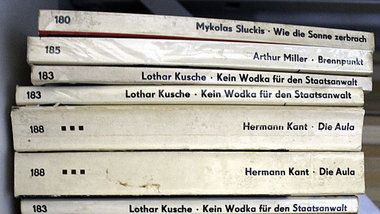 180 Mykolas Sluckis · Wie die Sonne zerbrach
185 Arthur Miller · Brennpunkt
183 Lothar Kusche · Kein Wodka für den Staatsanwalt
183 Lothar Kusche · Kein Wodka für den Staatsanwalt
188 Hermann Kant · Die Aula
188 Hermann Kant · Die Aula
183 Lothar Kusche · Kein Wodka für den Staatsanwalt